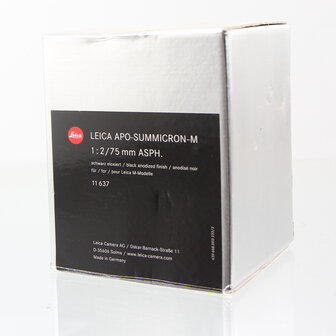 Leica
LEICA APO-SUMMICRON-M
1:2/75 mm ASPH.
schwarz eloxiert / black anodized finish / anodisé noir
für / for / pour Leica M-Modelle
11 637
Leica Camera AG / Oskar-Barnack-Straße 11
D-35606 Solms / www.leica-camera.com
Made in Germany